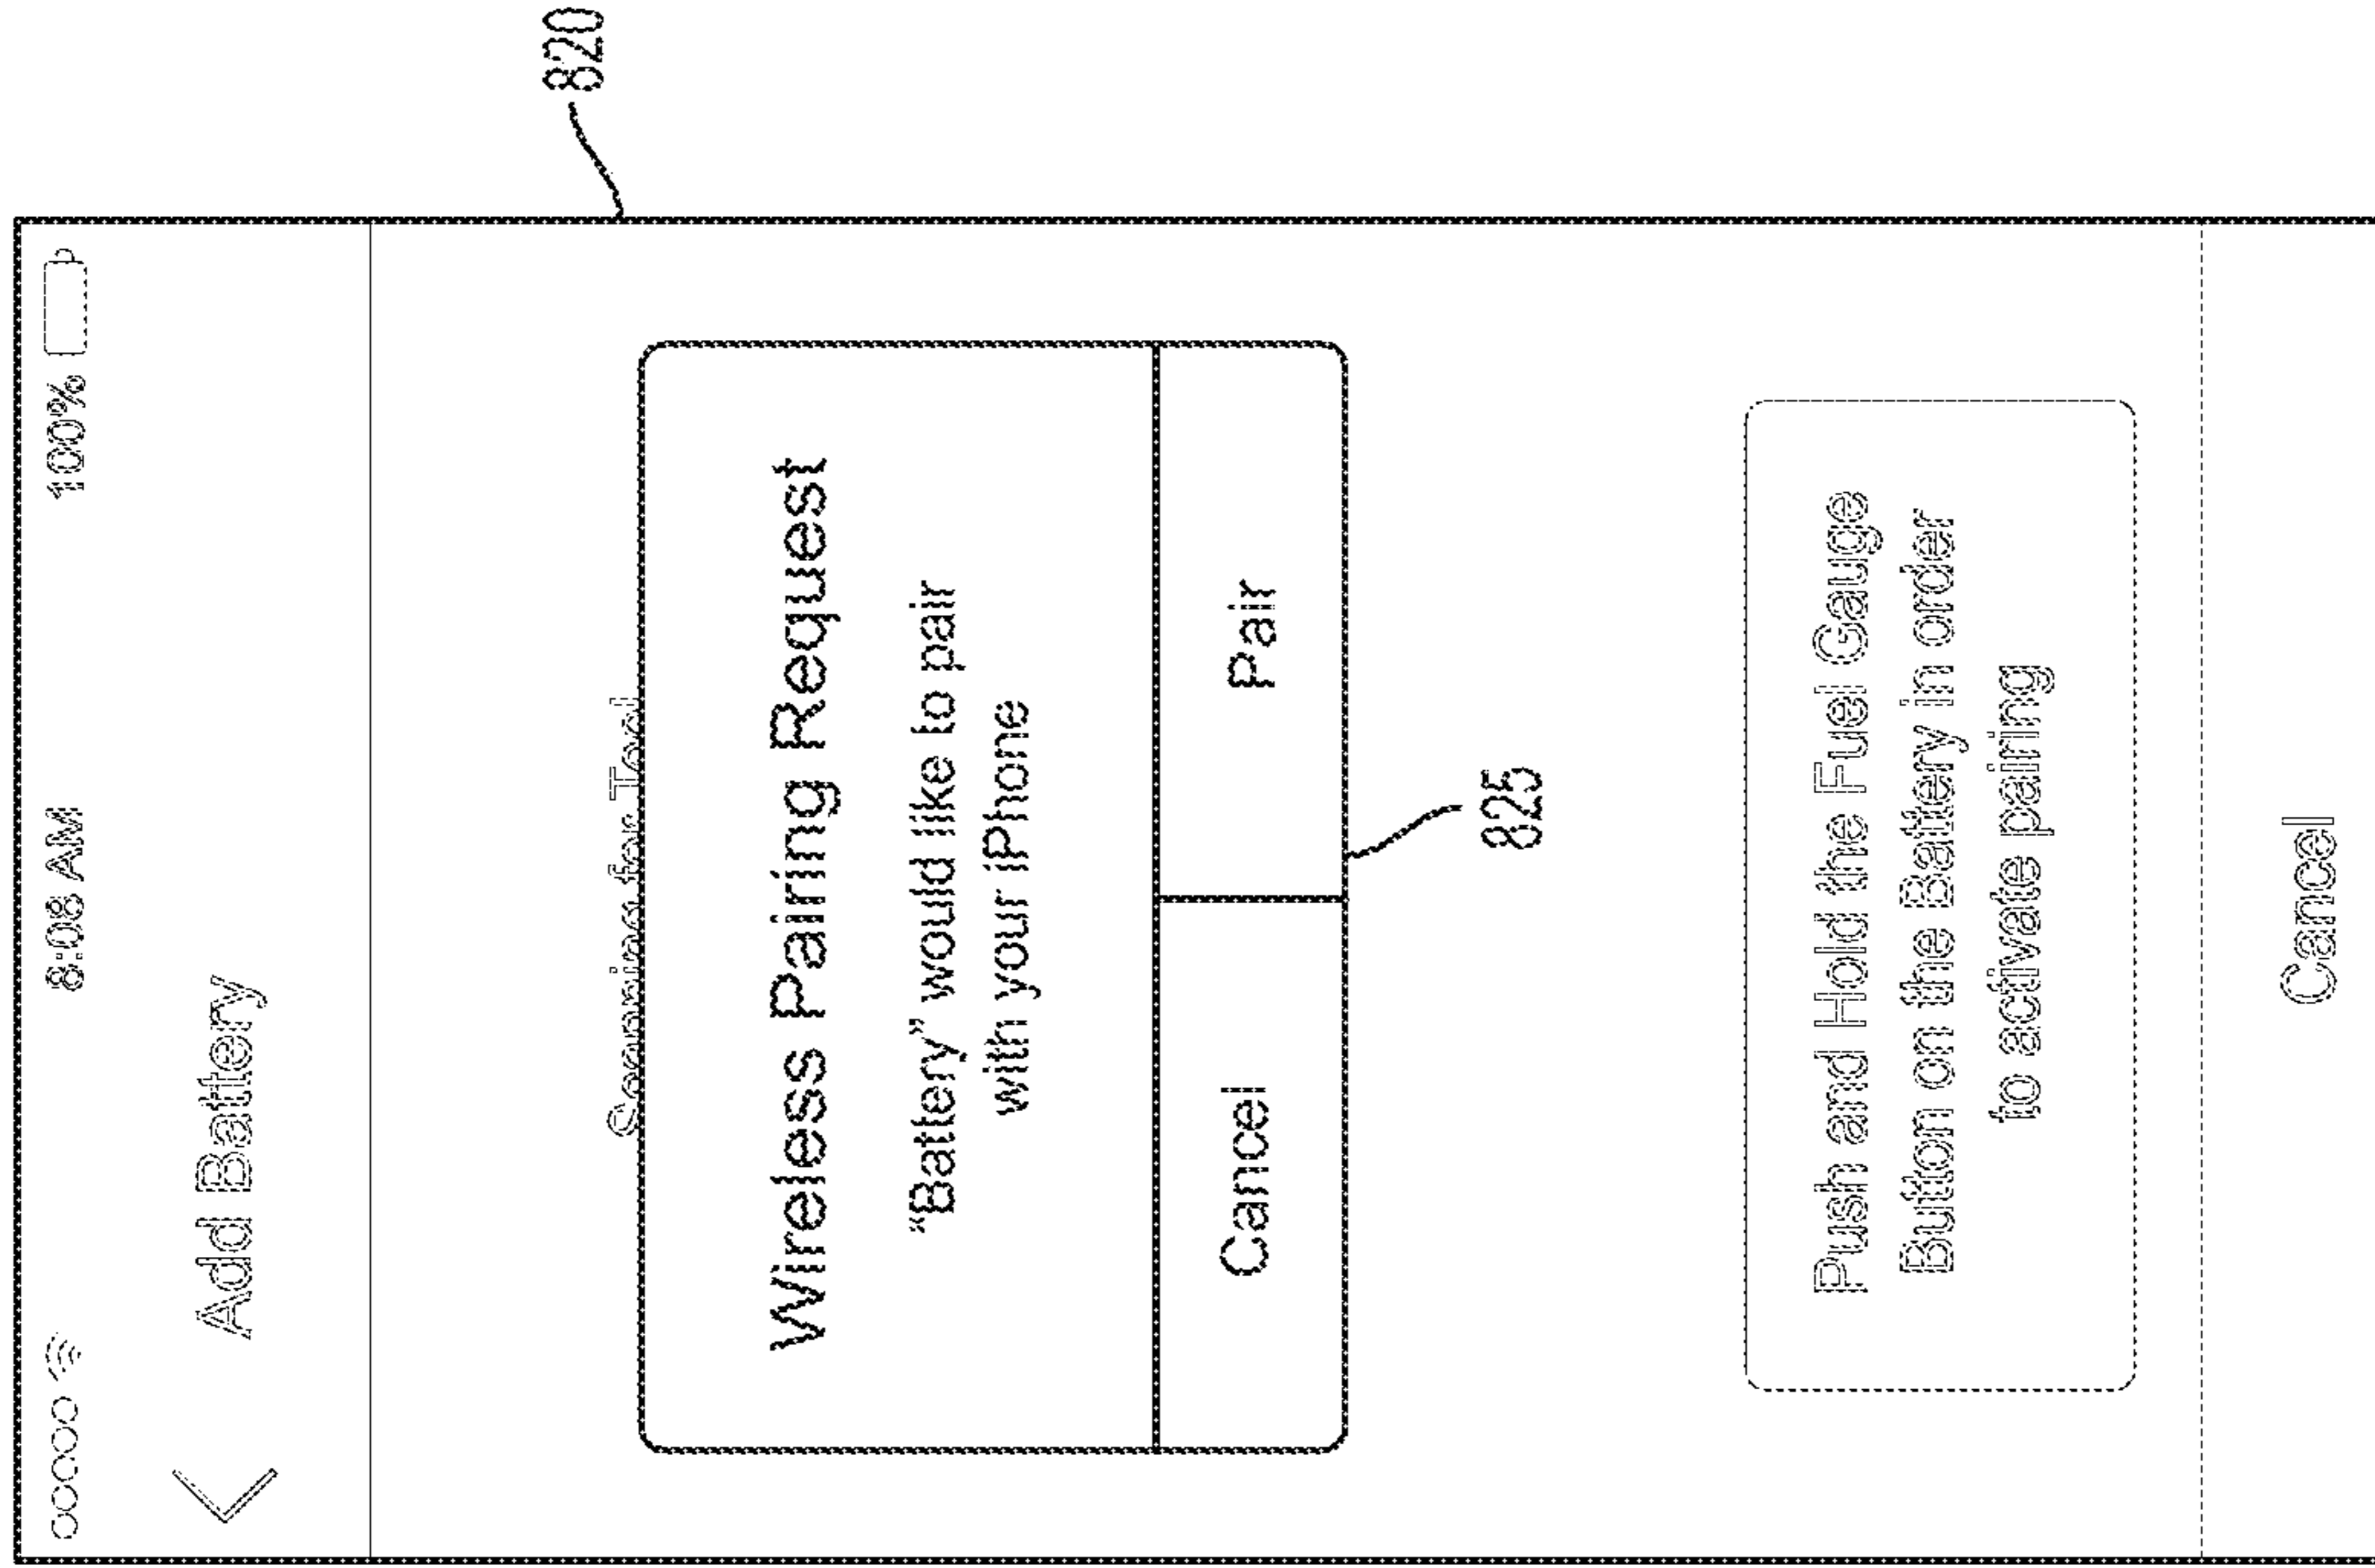 8:08 AM
100%
Add Battery
820
Scanning for Tool
Wireless Pairing Request
"Battery" would like to pair
with your iPhone
Cancel
Pair
825
Push and Hold the Fuel Gauge
Button on the Battery in order
to activate pairing
Cancel